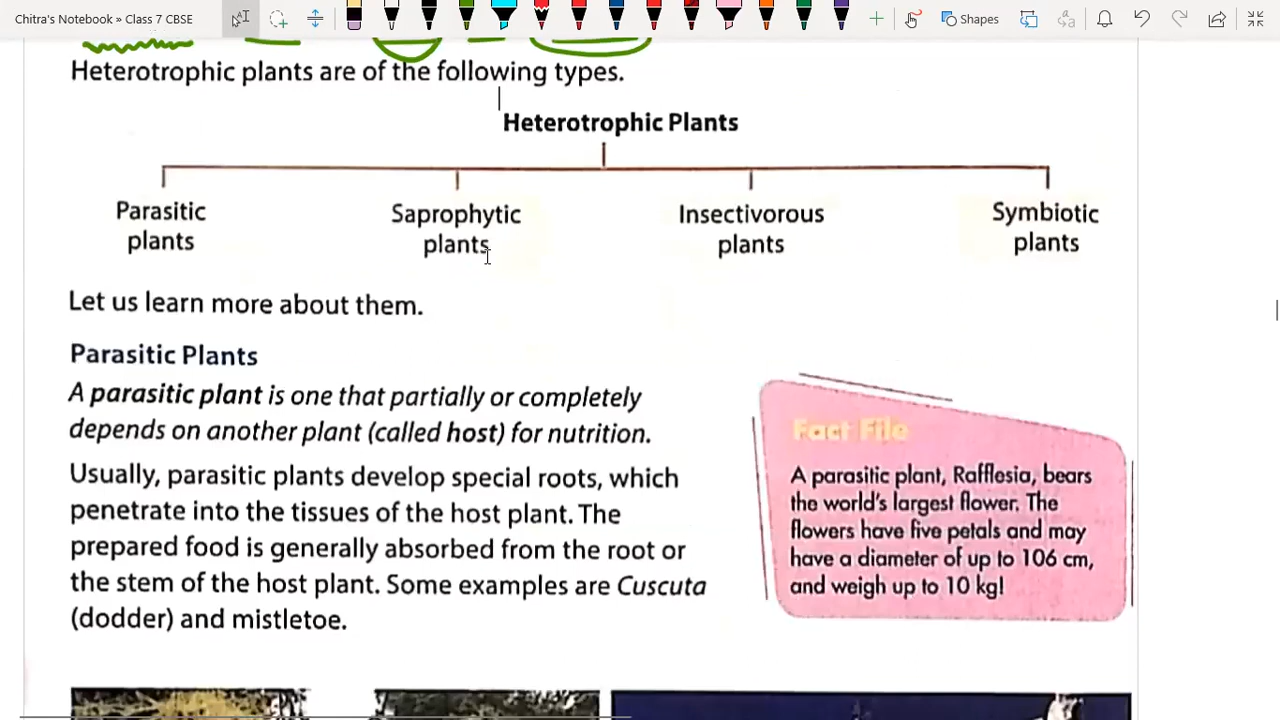 Chitra's Notebook » Class 7 CBSE
Shapes
Heterotrophic plants are of the following types.
Heterotrophic Plants
Parasitic plants
Saprophytic plants
Insectivorous plants
Symbiotic plants
Let us learn more about them.
Parasitic Plants
A parasitic plant is one that partially or completely
depends on another plant (called host) for nutrition.
Usually, parasitic plants develop special roots, which
penetrate into the tissues of the host plant. The
prepared food is generally absorbed from the root or
the stem of the host plant. Some examples are Cuscuta
(dodder) and mistletoe.
Fact File
A parasitic plant, Rafflesia, bears
the world's largest flower. The
flowers have five petals and may
have a diameter of up to 106 cm,
and weigh up to 10 kg!